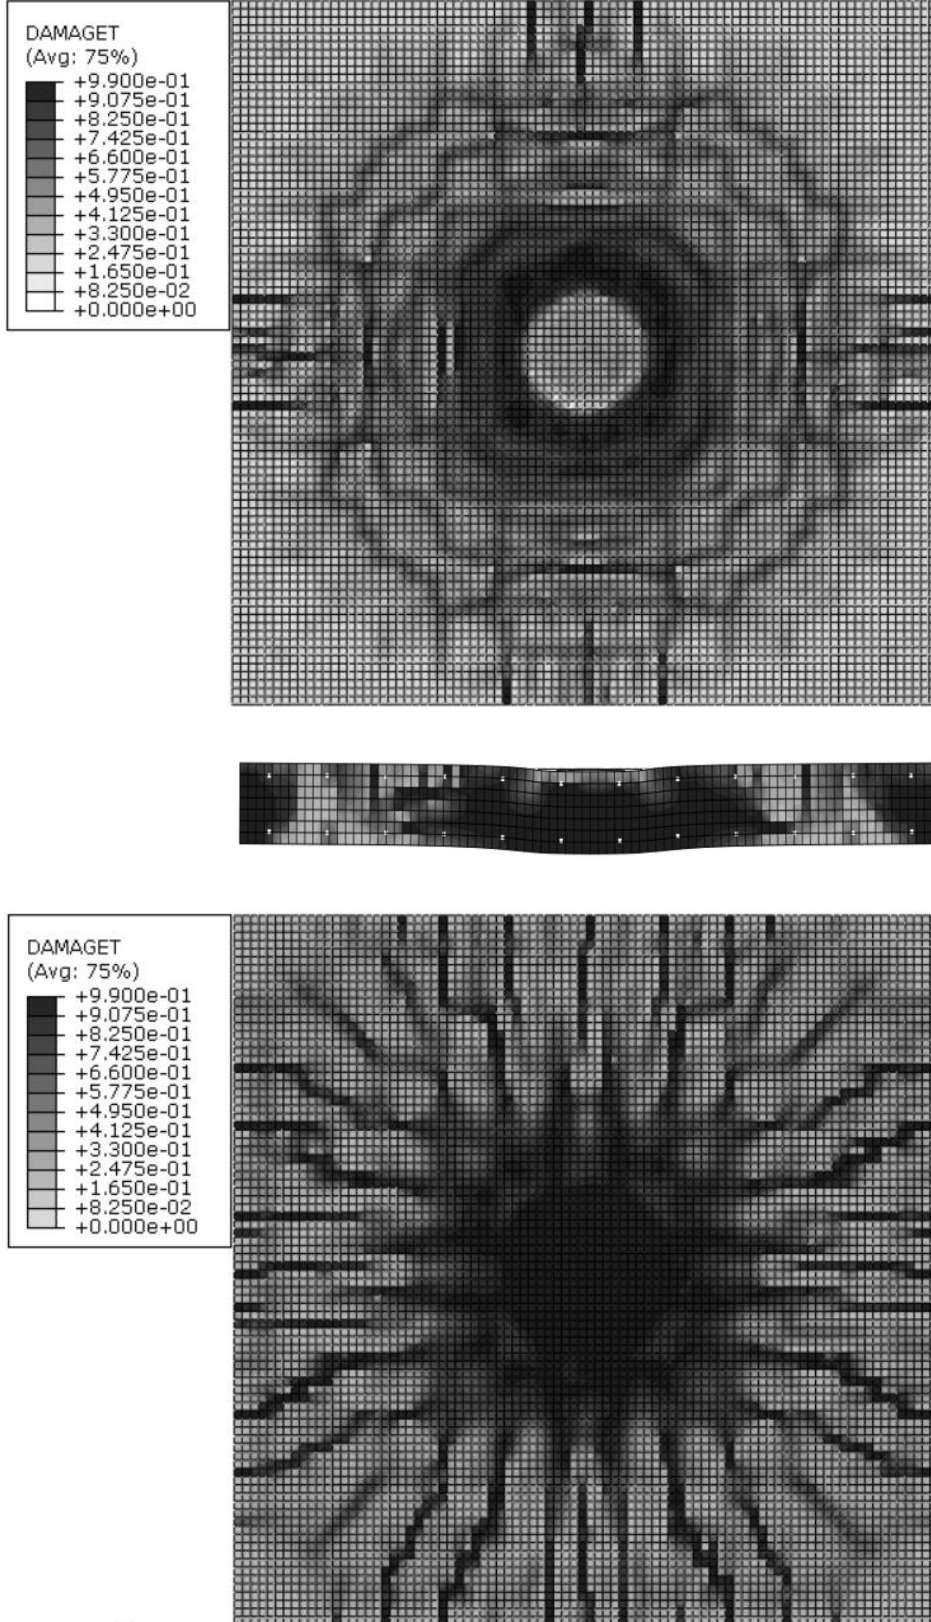 DAMAGET
(Avg: 75%)
+9.900e-01
+9.075e-01
+8.250e-01
+7.425e-01
+6.600e-01
+5.775e-01
+4.950e-01
+4.125e-01
+3.300e-01
+2.475e-01
+1.650e-01
+8.250e-02
+0.000e+00
DAMAGET
(Avg: 75%)
+9.900e-01
+9.075e-01
+8.250e-01
+7.425e-01
+6.600e-01
+5.775e-01
+4.950e-01
+4.125e-01
+3.300e-01
+2.475e-01
+1.650e-01
+8.250e-02
+0.000e+00